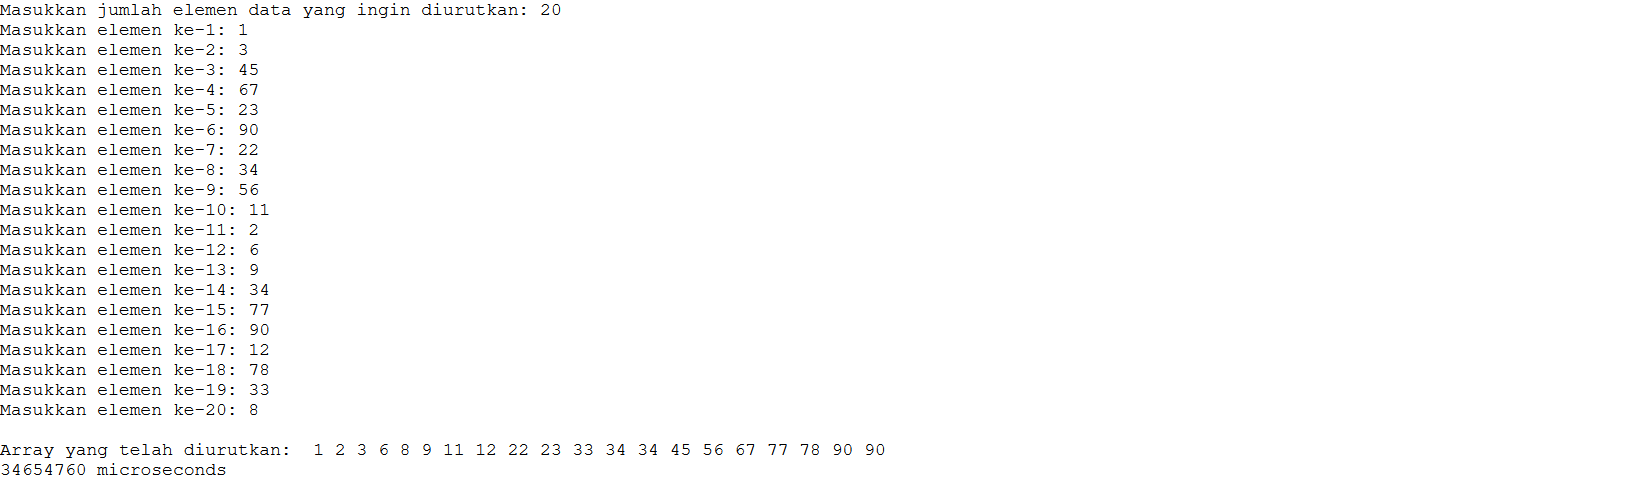 Masukkan jumlah elemen data yang ingin diurutkan: 20
Masukkan elemen ke-1: 1
Masukkan elemen ke-2: 3
Masukkan elemen ke-3: 45
Masukkan elemen ke-4: 67
Masukkan elemen ke-5: 23
Masukkan elemen ke-6: 90
Masukkan elemen ke-7: 22
Masukkan elemen ke-8: 34
Masukkan elemen ke-9: 56
Masukkan elemen ke-10: 11
Masukkan elemen ke-11: 2
Masukkan elemen ke-12: 6
Masukkan elemen ke-13: 9
Masukkan elemen ke-14: 34
Masukkan elemen ke-15: 77
Masukkan elemen ke-16: 90
Masukkan elemen ke-17: 12
Masukkan elemen ke-18: 78
Masukkan elemen ke-19: 33
Masukkan elemen ke-20: 8
Array yang telah diurutkan:  1 2 3 6 8 9 11 12 22 23 33 34 34 45 56 67 77 78 90 90
34654760 microseconds